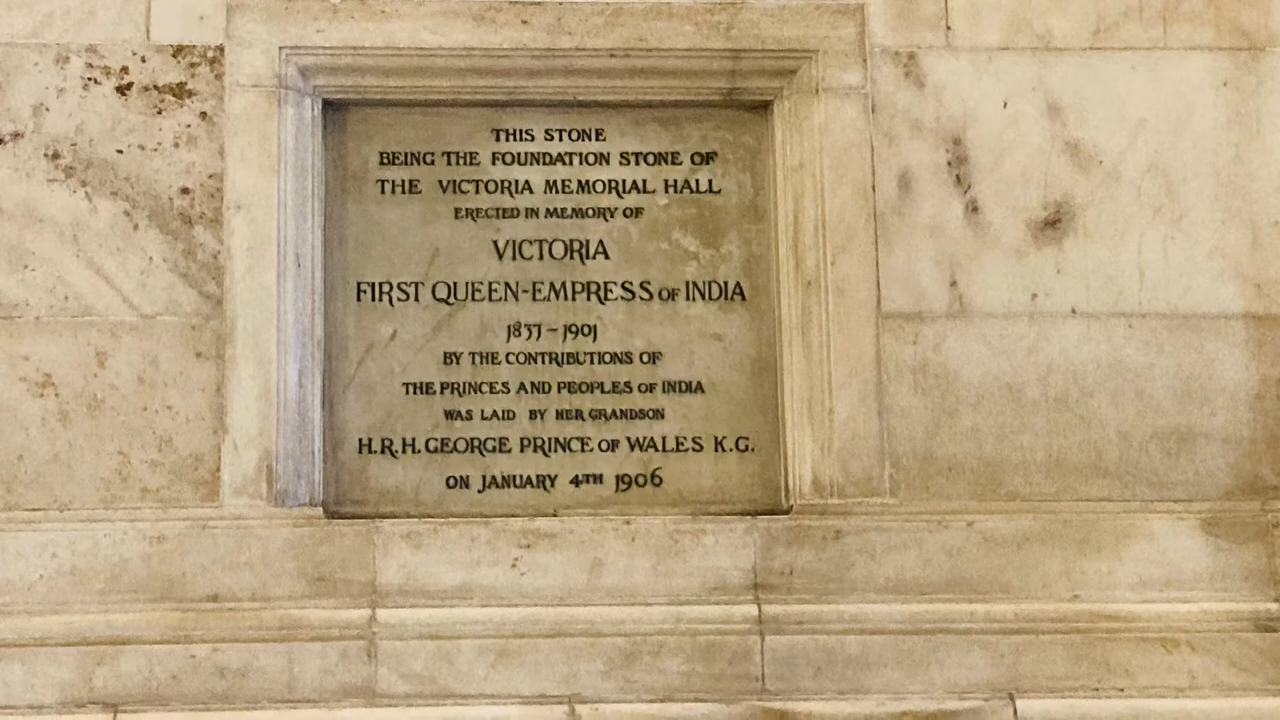 THIS STONE
BEING THE FOUNDATION STONE OF
THE VICTORIA MEMORIAL HALL
ERECTED IN MEMORY OF
VICTORIA
FIRST QUEEN-EMPRESS OF INDIA
1837-1901
BY THE CONTRIBUTIONS OF
THE PRINCES AND PEOPLES OF INDIA
WAS LAID BY HER GRANDSON
H.R.H. GEORGE PRINCE OF WALES K.G.
ON JANUARY 4TH 1906